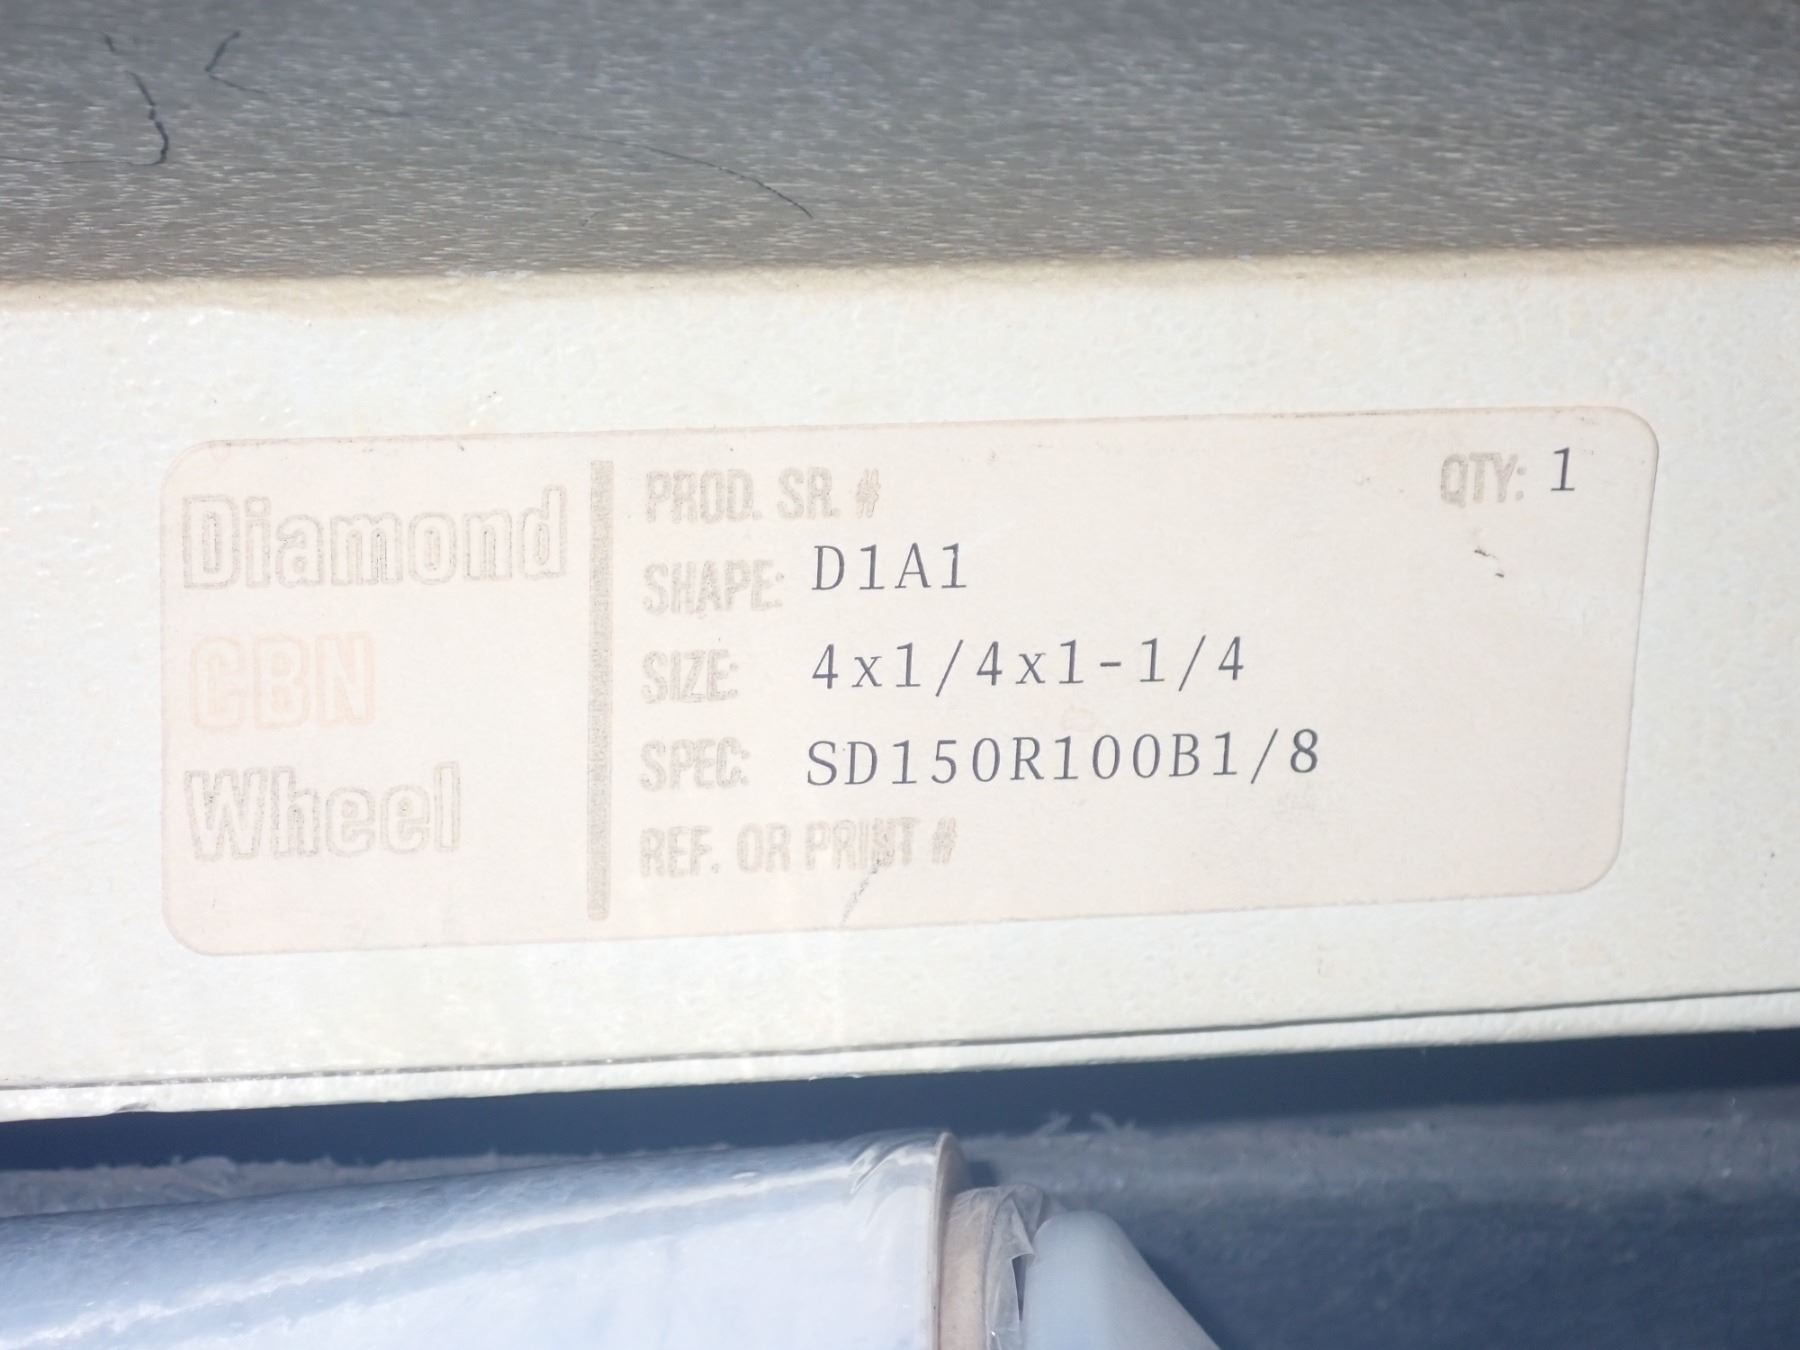 Diamond
CBN
Wheel
PROD. SR. #
QTY: 1
SHAPE: D1A1
SIZE: 4x1/4x1-1/4
SPEC: SD150R100B1/8
REF. OR PRINT #